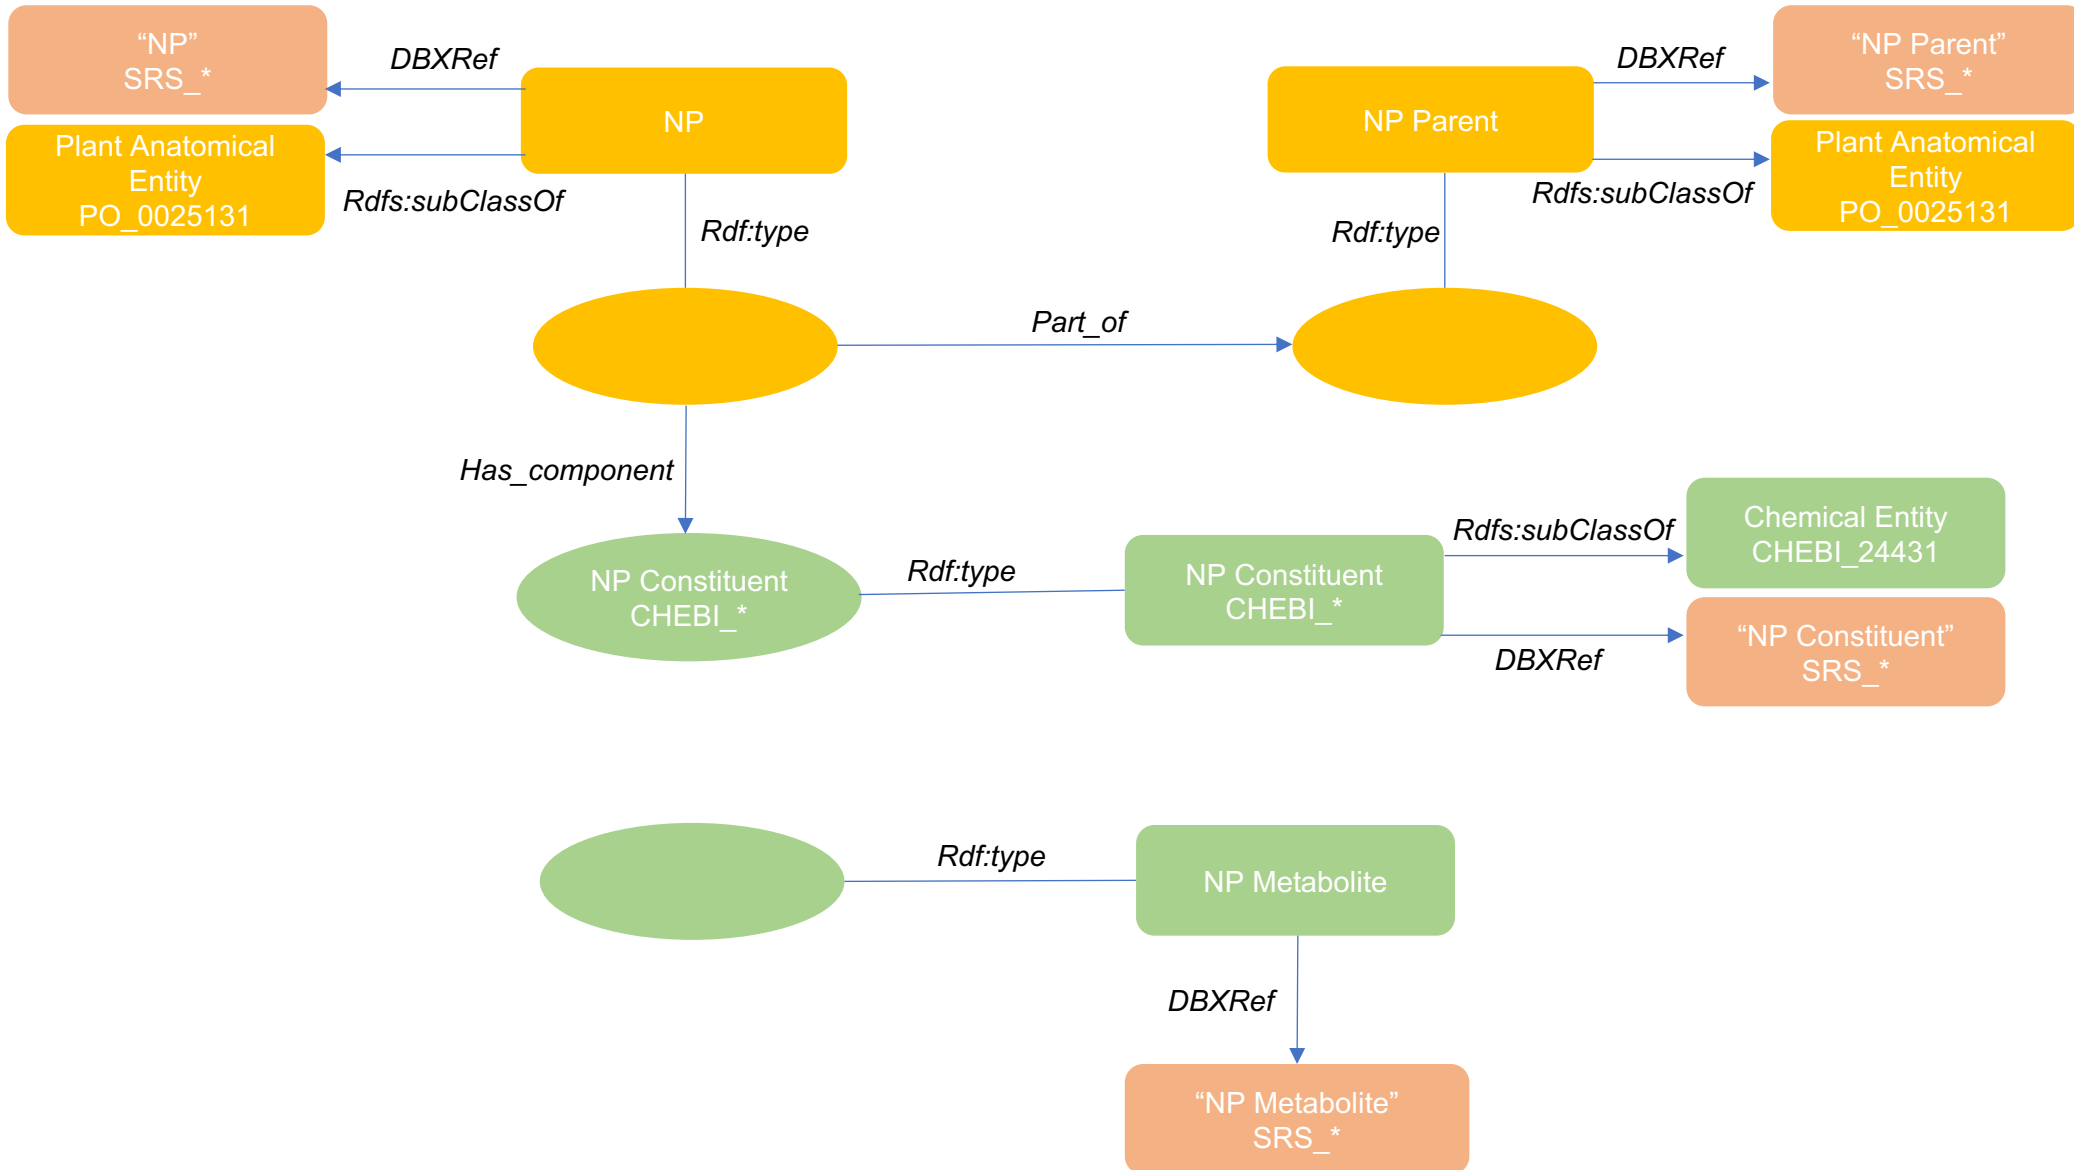 “NP”
SRS_*
DBXRef
NP
NP Parent
DBXRef
“NP Parent”
SRS_*
Plant Anatomical
Entity
PO_0025131
Rdfs:subClassOf
Rdf:type
Rdf:type
Rdfs:subClassOf
Plant Anatomical
Entity
PO_0025131
Part_of
Has_component
NP Constituent
CHEBI_*
Rdf:type
NP Constituent
CHEBI_*
Rdfs:subClassOf
Chemical Entity
CHEBI_24431
DBXRef
“NP Constituent”
SRS_*
Rdf:type
NP Metabolite
DBXRef
“NP Metabolite”
SRS_*